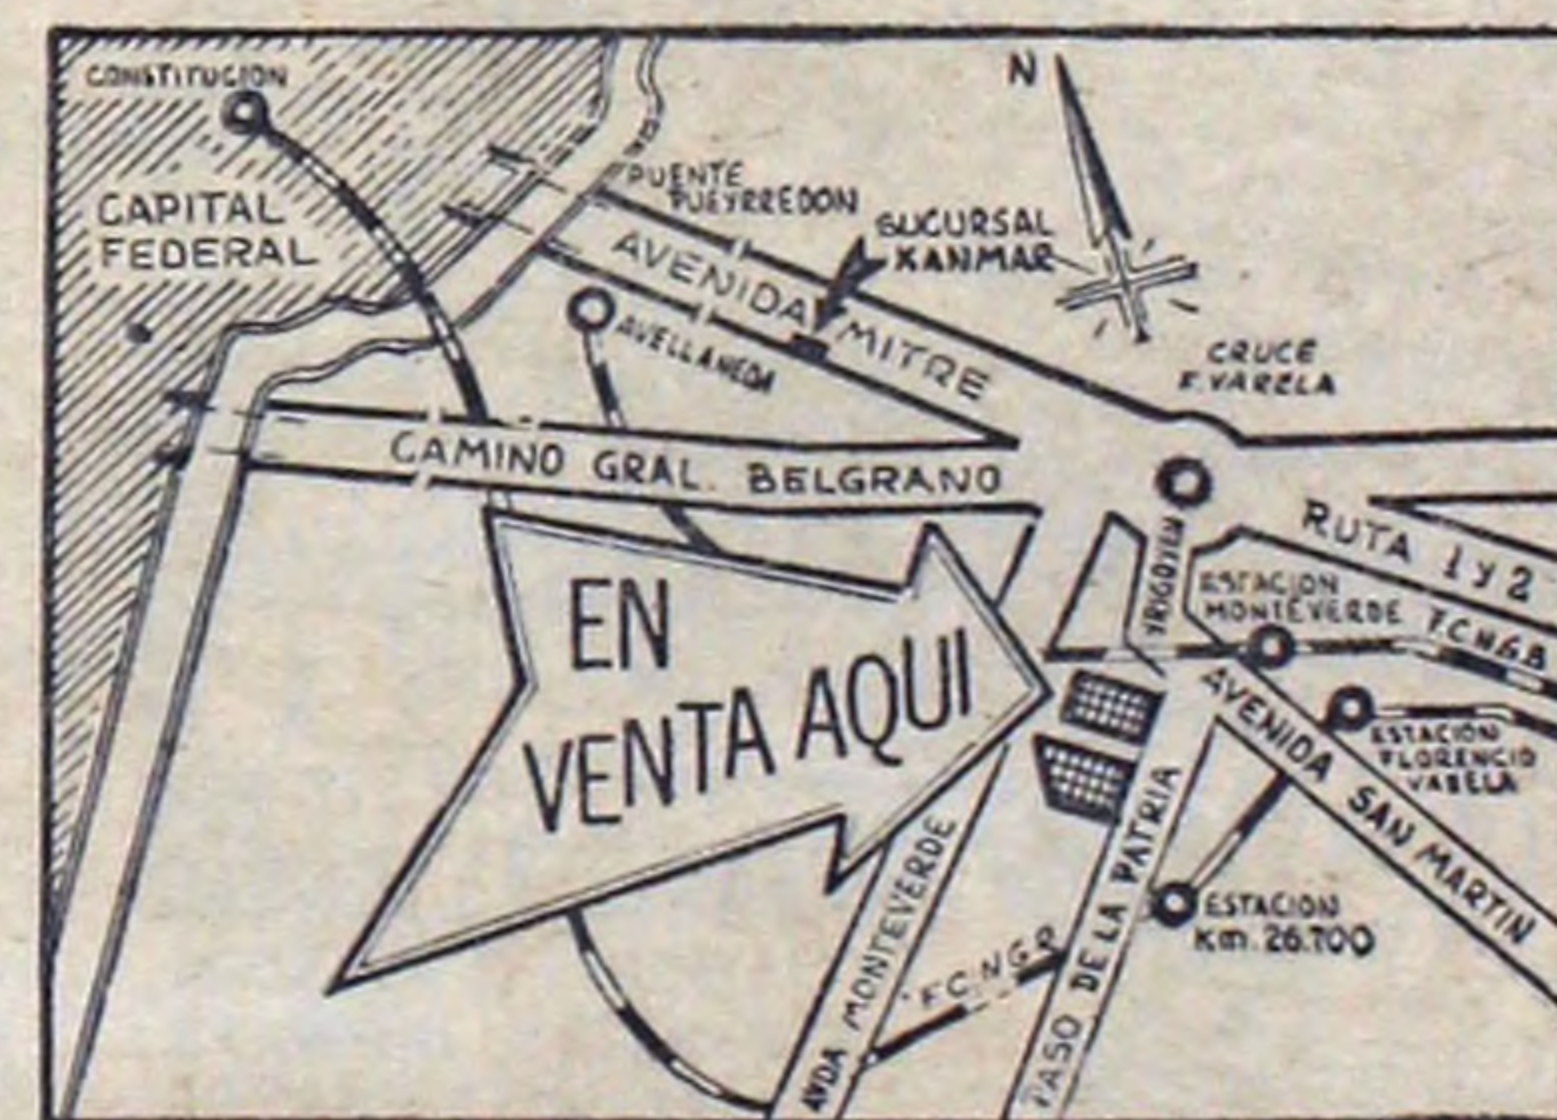 CONSTITUCION
CAPITAL
FEDERAL
N
PUENTE
PUEYRREDON
SUCURSAL
KANMAR
AVENIDA MITRE
AVELLANEDA
CRUCE
F. VARELA
CAMINO GRAL. BELGRANO
RUTA 1 y 2
YRIGOYEN
ESTACION
MONTEVERDE
F.C.N.G.B
EN
VENTA AQUI
AVENIDA SAN MARTIN
ESTACION
FLORENCIO
VARELA
AVDA MONTEVERDE
F.C.N.G.R
PASO DE LA PATRIA
ESTACION
Km. 26.700